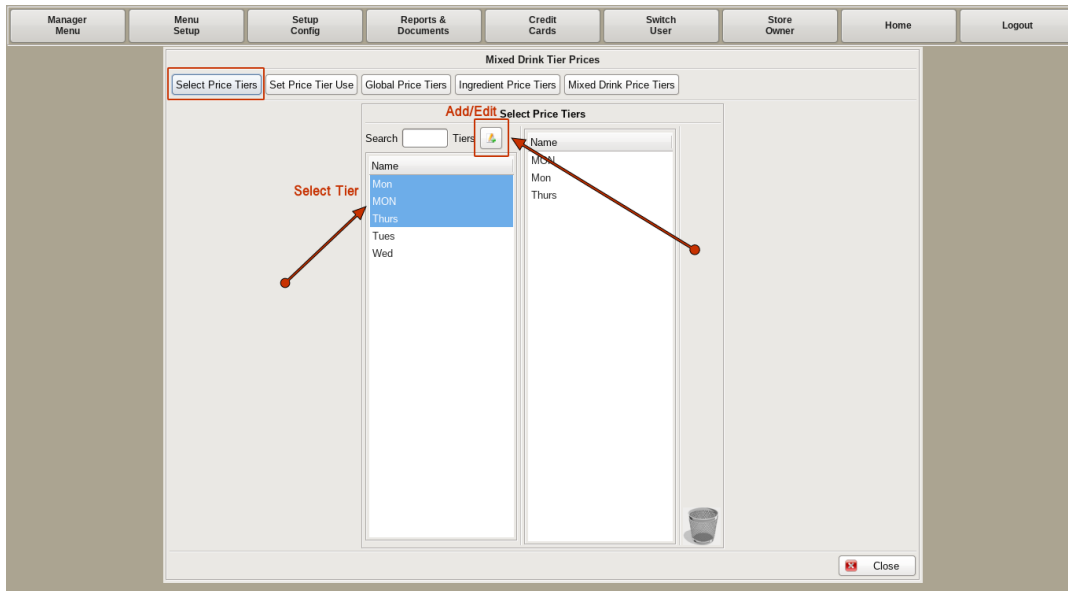 Manager Menu
Menu Setup
Setup Config
Reports & Documents
Credit Cards
Switch User
Store Owner
Home
Logout
Mixed Drink Tier Prices
Select Price Tiers
Set Price Tier Use
Global Price Tiers
Ingredient Price Tiers
Mixed Drink Price Tiers
Add/Edit
Select Price Tiers
Search
Tiers
Name
Mon
MON
Thurs
Tues
Wed
Select Tier
Name
MON
Mon
Thurs
Close